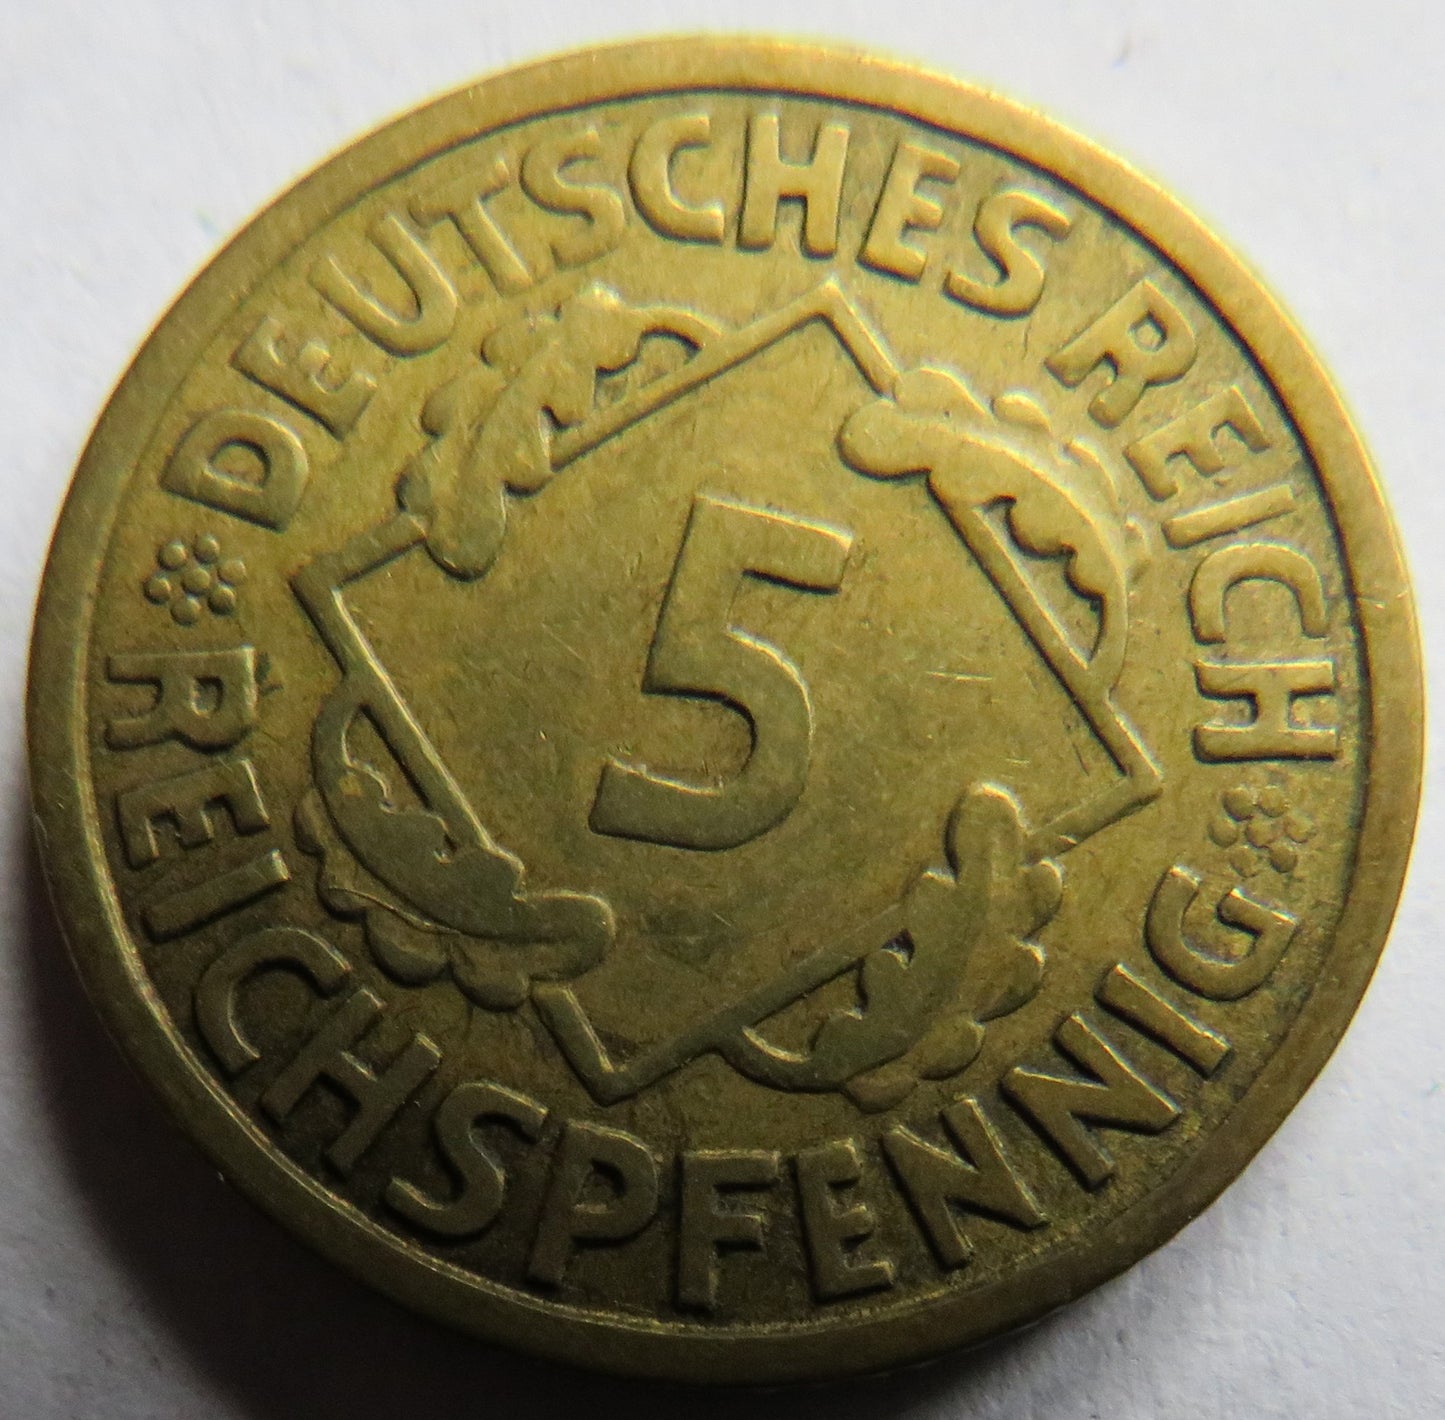 DEUTSCHES REICH
5
REICHSPFENNIG